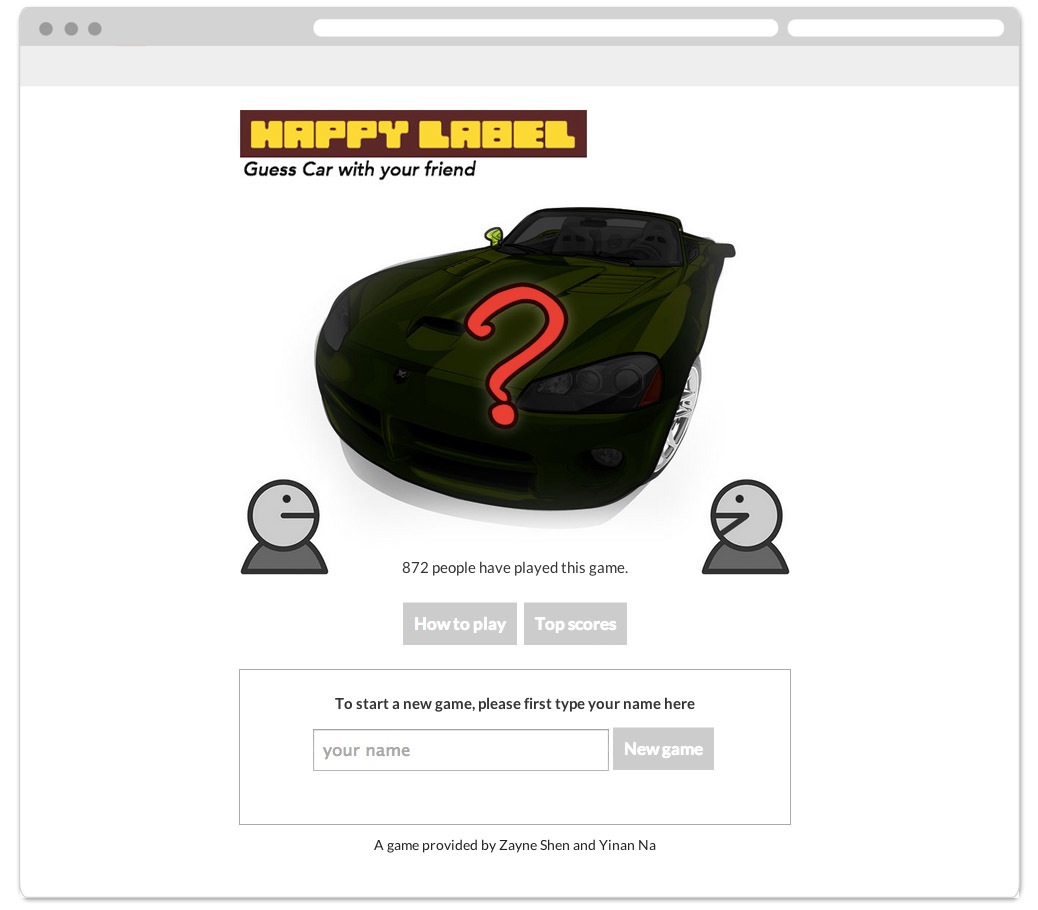 HAPPY LABEL
Guess Car with your friend
?
872 people have played this game.
How to play
Top scores
To start a new game, please first type your name here
your name
New game
A game provided by Zayne Shen and Yinan Na